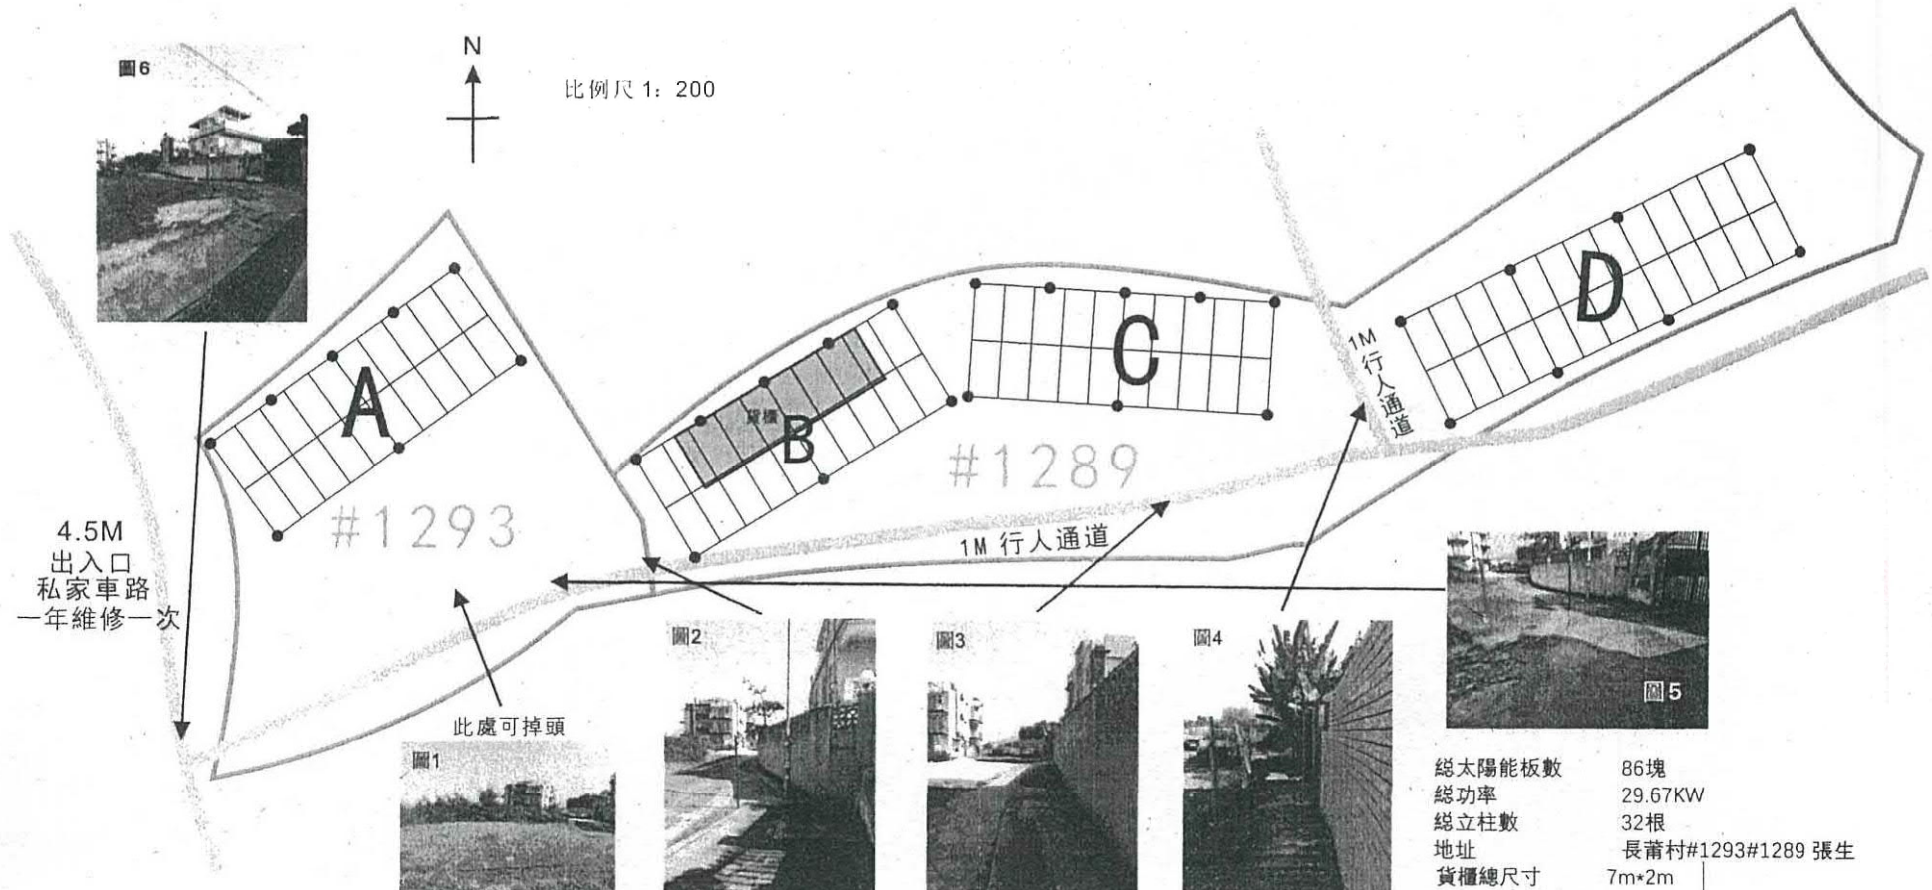 圖6
N
比例尺 1: 200
A
B
C
D
貨櫃
#1293
#1289
1M 行人通道
1M 行人通道
4.5M
出入口
私家車路
一年維修一次
此處可掉頭
圖1
圖2
圖3
圖4
圖5
総太陽能板數 86塊
総功率 29.67KW
総立柱數 32根
地址 長莆村#1293#1289 張生
貨櫃總尺寸 7m*2m